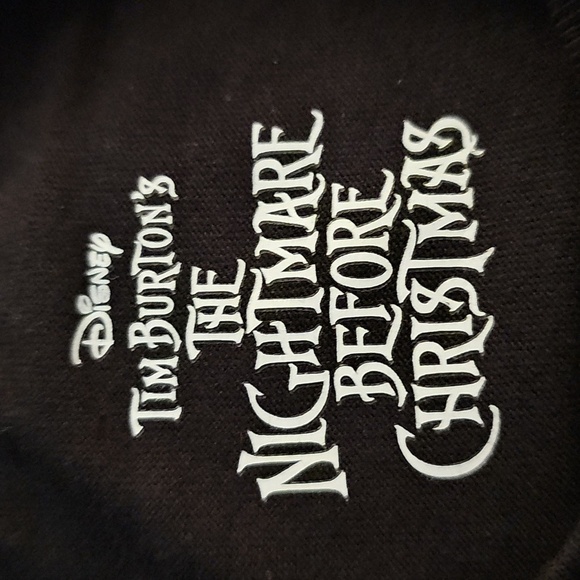 Disney
TIM BURTON'S
THE
NIGHTMARE
BEFORE
CHRISTMAS